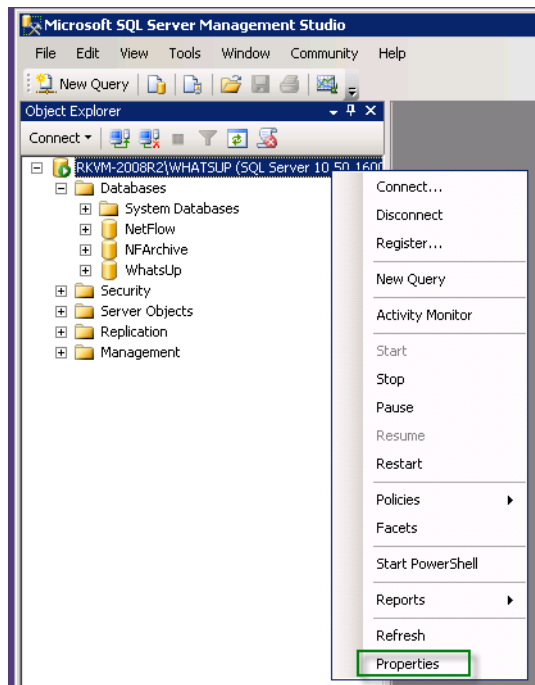 Microsoft SQL Server Management Studio
File Edit View Tools Window Community Help
New Query
Object Explorer
Connect
RKVM-2008R2\WHATSUP (SQL Server 10.50.1600
Databases
System Databases
NetFlow
NFArchive
WhatsUp
Security
Server Objects
Replication
Management
Connect...
Disconnect
Register...
New Query
Activity Monitor
Start
Stop
Pause
Resume
Restart
Policies
Facets
Start PowerShell
Reports
Refresh
Properties